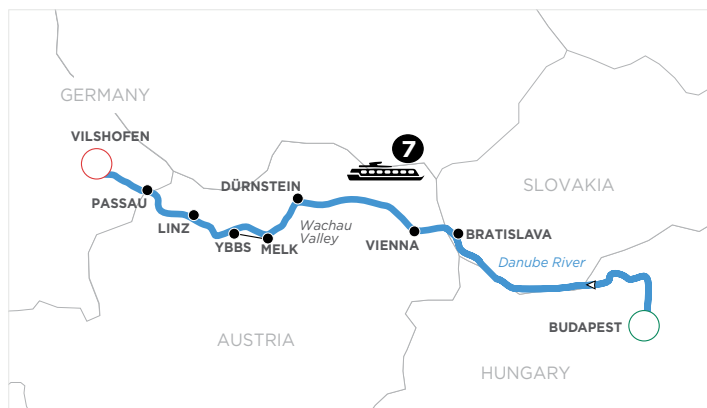 GERMANY
VILSHOFEN
PASSAU
LINZ
YBBS
MELK
DÜRNSTEIN
Wachau
Valley
7
VIENNA
SLOVAKIA
BRATISLAVA
Danube River
BUDAPEST
AUSTRIA
HUNGARY